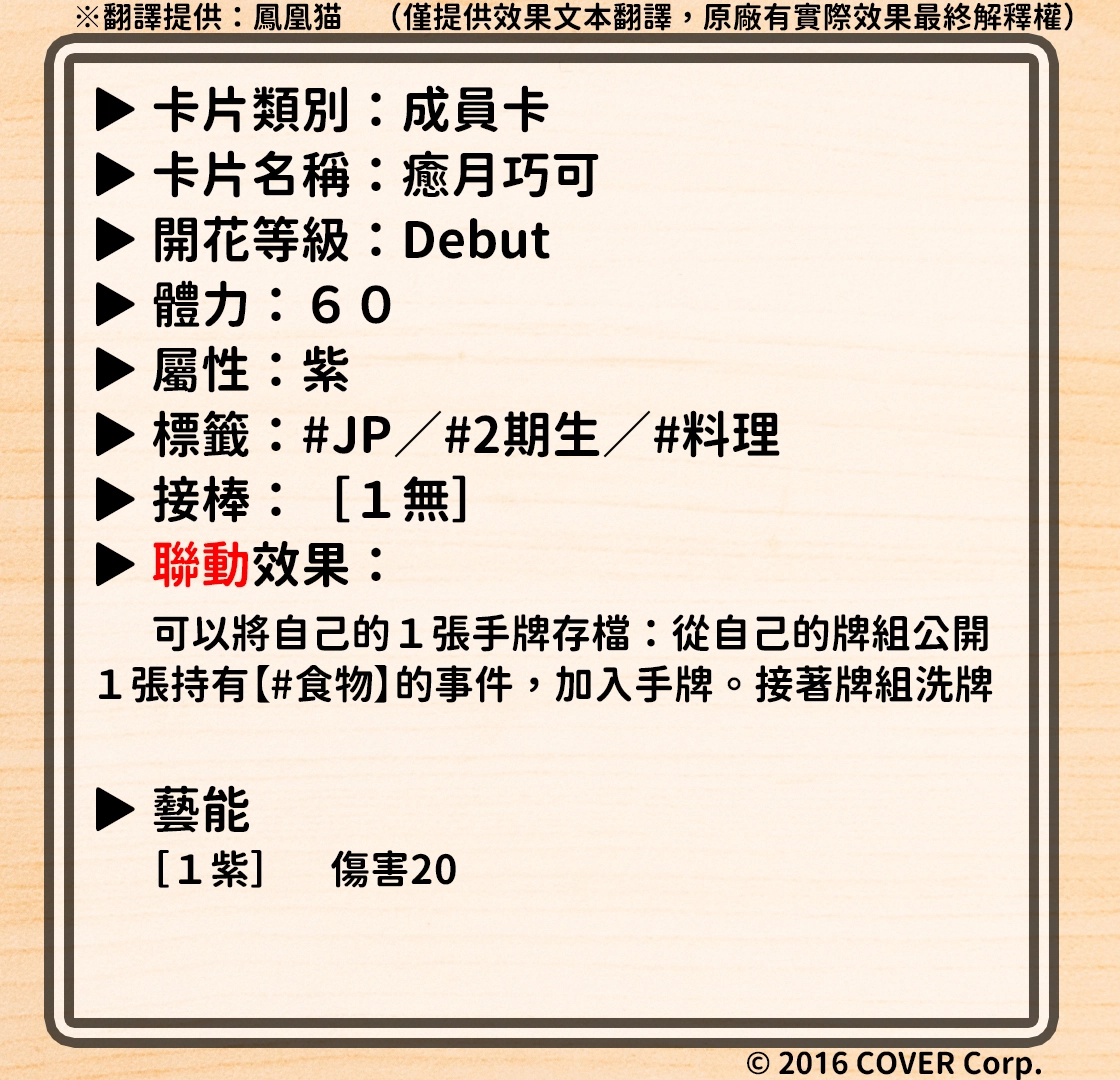 ※翻譯提供：鳳凰猫　（僅提供效果文本翻譯，原廠有實際效果最終解釋權）
▶ 卡片類別：成員卡
▶ 卡片名稱：癒月巧可
▶ 開花等級：Debut
▶ 體力：６０
▶ 屬性：紫
▶ 標籤：#JP／#2期生／#料理
▶ 接棒：［１無］
▶ 聯動效果：
可以將自己的１張手牌存檔：從自己的牌組公開
１張持有【#食物】的事件，加入手牌。接著牌組洗牌
▶ 藝能
［１紫］　傷害20
© 2016 COVER Corp.